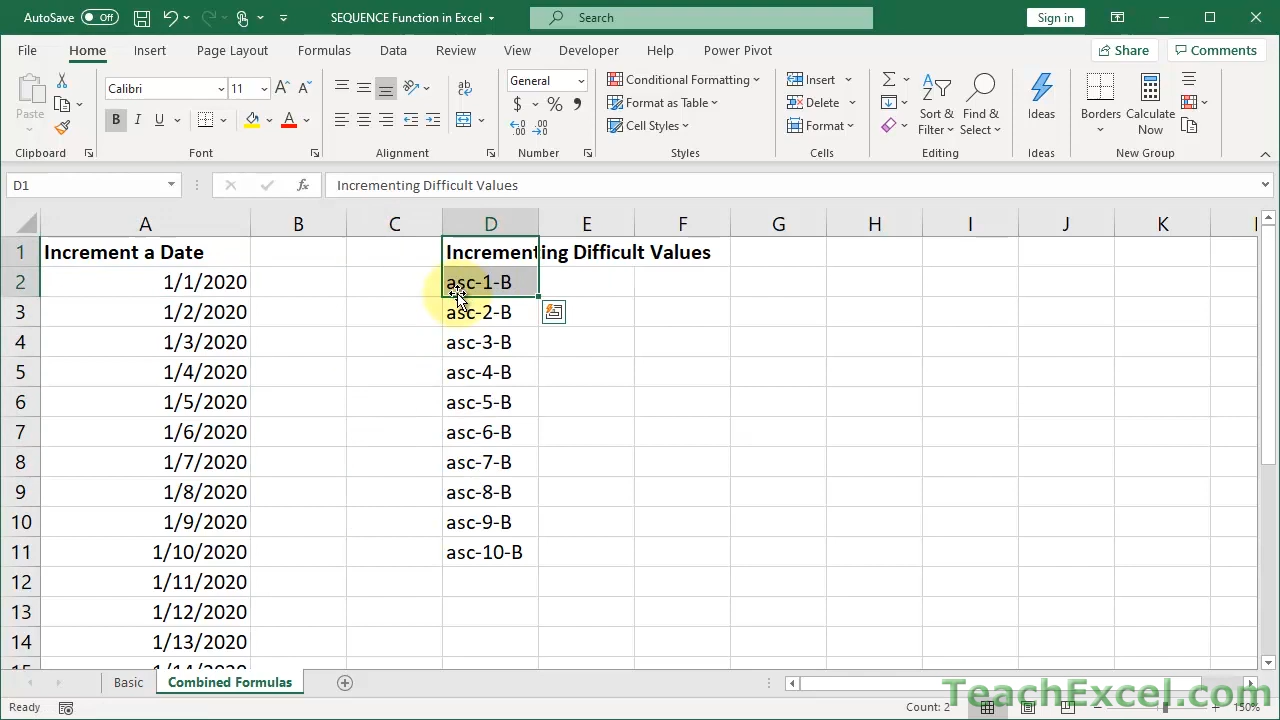 AutoSave Off SEQUENCE Function in Excel Search Sign in
File Home Insert Page Layout Formulas Data Review View Developer Help Power Pivot Share Comments
Paste Calibri 11 General Conditional Formatting Insert
B I U $ % Format as Table Delete
Cell Styles Format
Sort & Filter Find & Select Ideas Borders Calculate Now
Clipboard Font Alignment Number Styles Cells Editing Ideas New Group
D1 fx Incrementing Difficult Values
A B C D E F G H I J K
1 Increment a Date Incrementing Difficult Values
2 1/1/2020 asc-1-B
3 1/2/2020 asc-2-B
4 1/3/2020 asc-3-B
5 1/4/2020 asc-4-B
6 1/5/2020 asc-5-B
7 1/6/2020 asc-6-B
8 1/7/2020 asc-7-B
9 1/8/2020 asc-8-B
10 1/9/2020 asc-9-B
11 1/10/2020 asc-10-B
12 1/11/2020
13 1/12/2020
14 1/13/2020
Basic Combined Formulas
Ready Count: 2 150%
TeachExcel.com